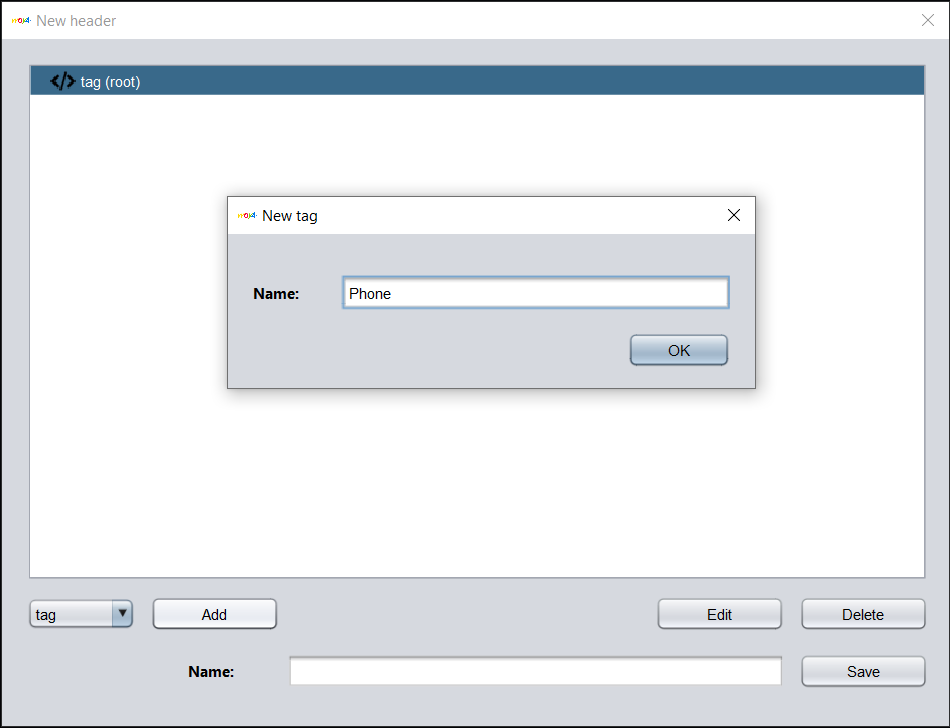 New header
tag (root)
New tag
Name: Phone
OK
tag Add Edit Delete
Name: Save